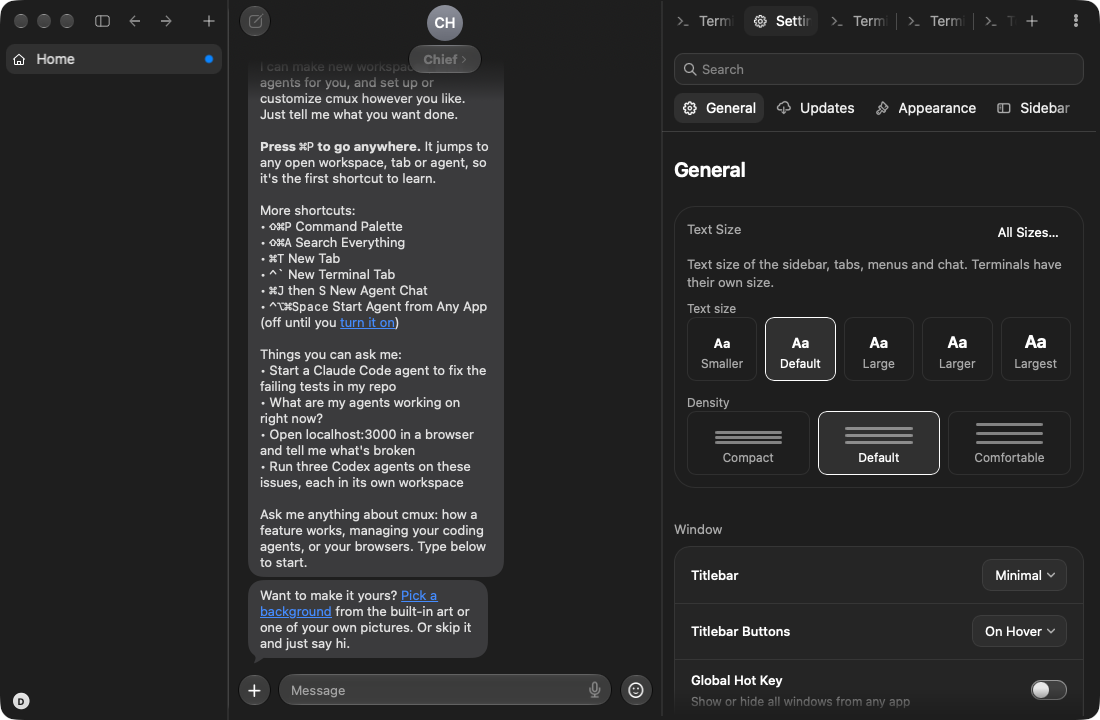 Home
D
CH
Chief
I can make new workspac
agents for you, and set up or
customize cmux however you like.
Just tell me what you want done.
Press ⌘P to go anywhere. It jumps to
any open workspace, tab or agent, so
it's the first shortcut to learn.
More shortcuts:
• ⇧⌘P Command Palette
• ⇧⌘A Search Everything
• ⌘T New Tab
• ^` New Terminal Tab
• ⌘J then S New Agent Chat
• ^⌥⌘Space Start Agent from Any App
(off until you turn it on)
Things you can ask me:
• Start a Claude Code agent to fix the
failing tests in my repo
• What are my agents working on
right now?
• Open localhost:3000 in a browser
and tell me what's broken
• Run three Codex agents on these
issues, each in its own workspace
Ask me anything about cmux: how a
feature works, managing your coding
agents, or your browsers. Type below
to start.
Want to make it yours? Pick a
background from the built-in art or
one of your own pictures. Or skip it
and just say hi.
Message
Termi Settin Termi Termi T
Search
General Updates Appearance Sidebar
General
Text Size All Sizes...
Text size of the sidebar, tabs, menus and chat. Terminals have
their own size.
Text size
Aa Aa Aa Aa Aa
Smaller Default Large Larger Largest
Density
Compact Default Comfortable
Window
Titlebar Minimal
Titlebar Buttons On Hover
Global Hot Key
Show or hide all windows from any app